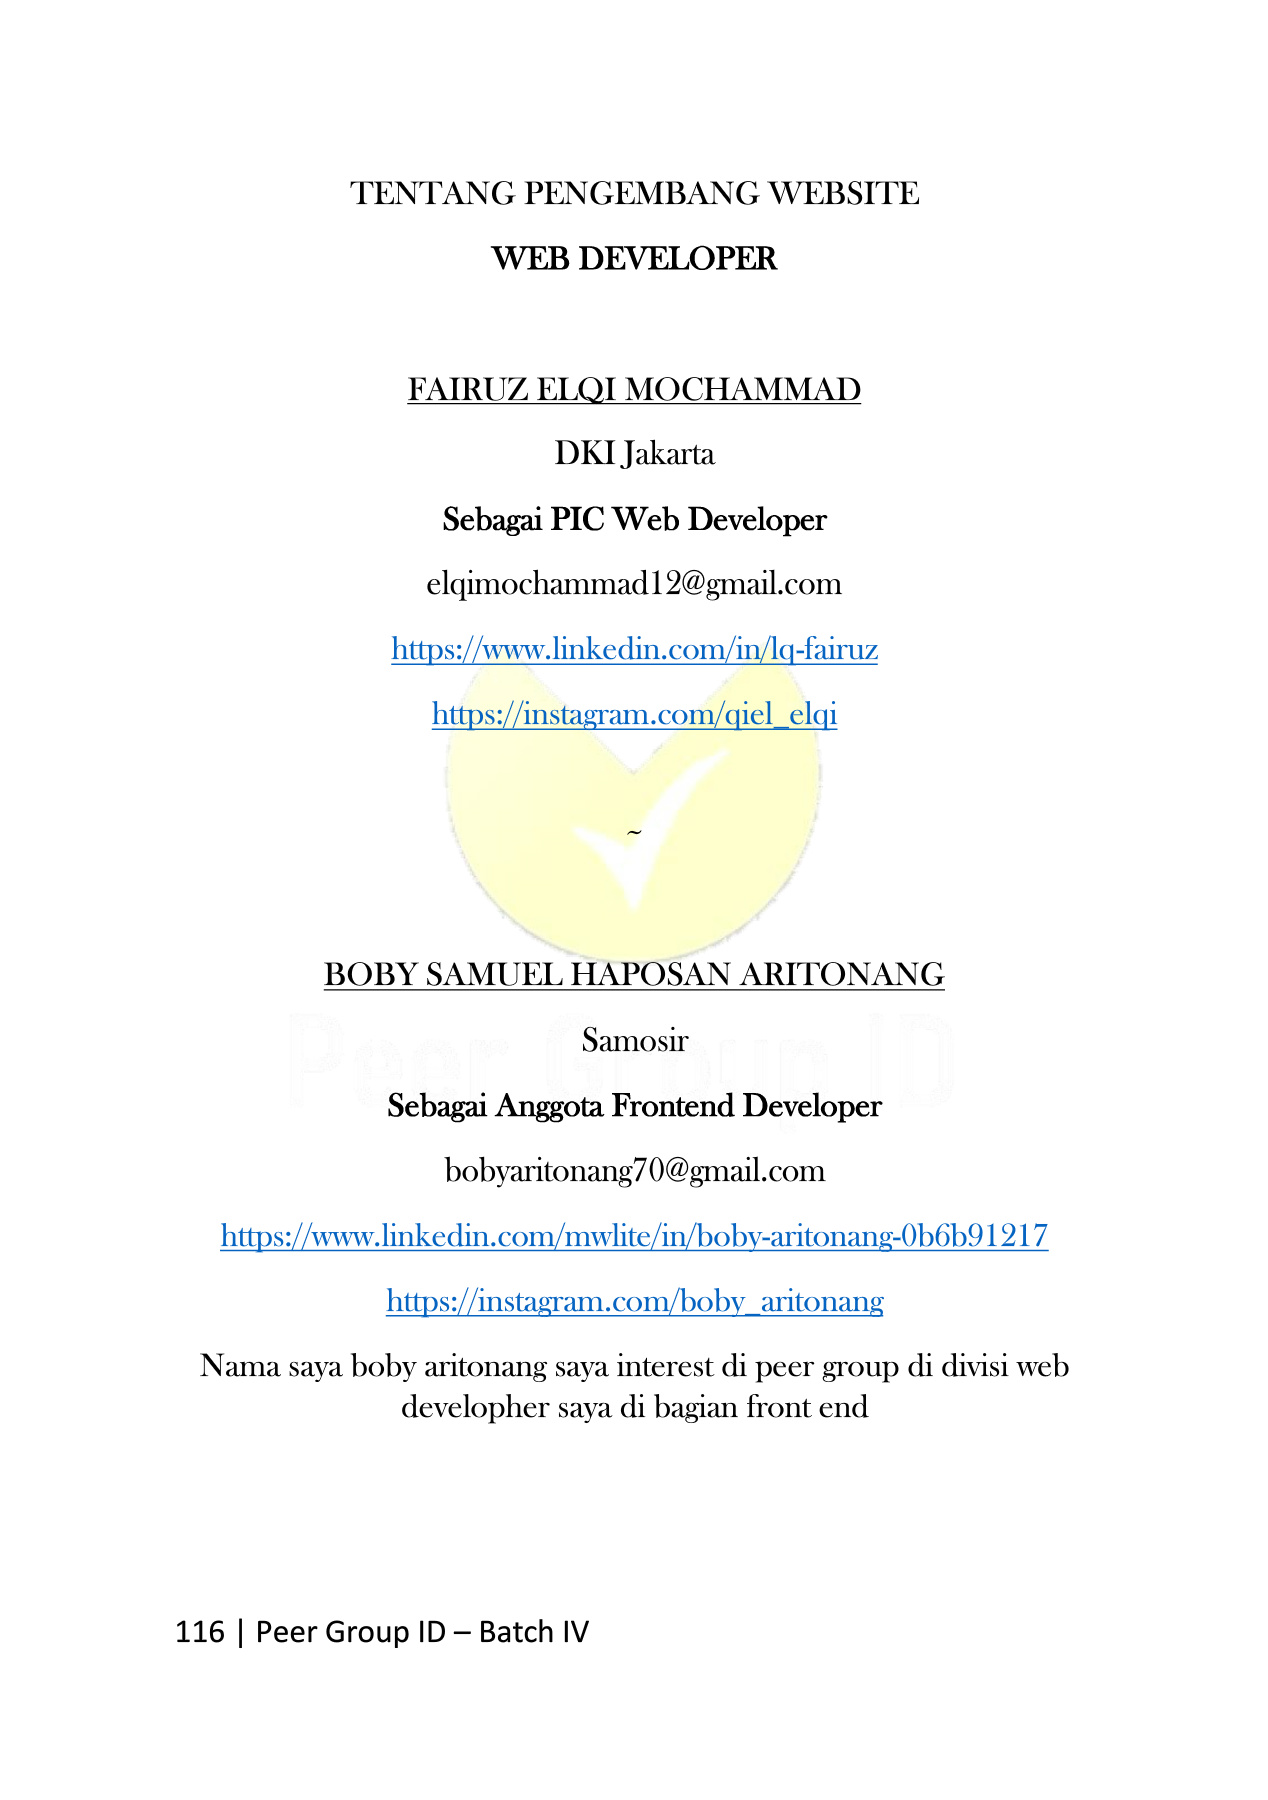 TENTANG PENGEMBANG WEBSITE
WEB DEVELOPER
FAIRUZ ELQI MOCHAMMAD
DKI Jakarta
Sebagai PIC Web Developer
elqimochammad12@gmail.com
https://www.linkedin.com/in/lq-fairuz
https://instagram.com/qiel_elqi
~
BOBY SAMUEL HAPOSAN ARITONANG
Peer Group ID
Samosir
Sebagai Anggota Frontend Developer
bobyaritonang70@gmail.com
https://www.linkedin.com/mwlite/in/boby-aritonang-0b6b91217
https://instagram.com/boby_aritonang
Nama saya boby aritonang saya interest di peer group di divisi web
developher saya di bagian front end
116 | Peer Group ID – Batch IV